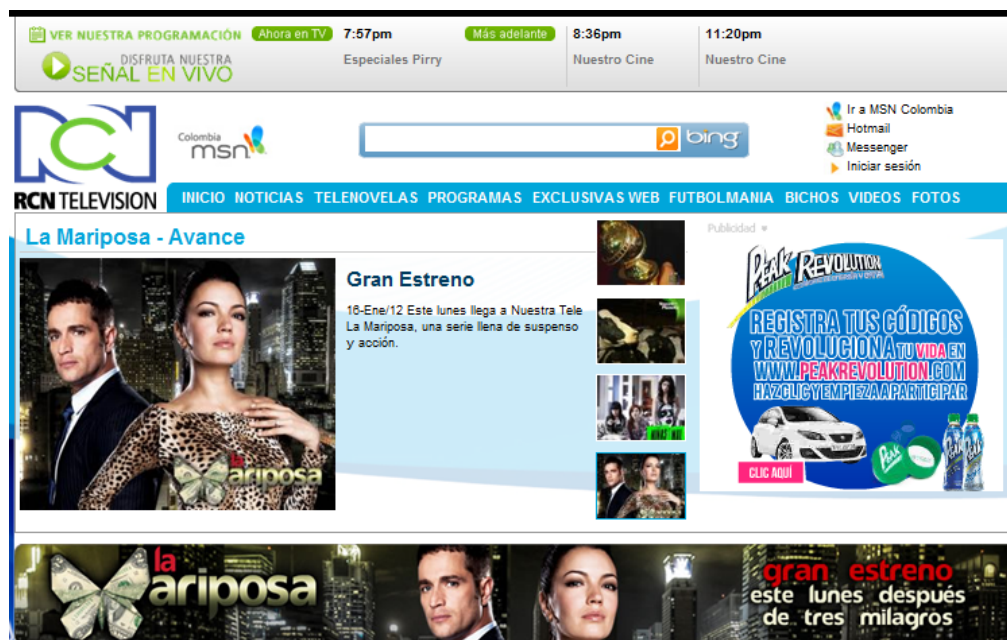 VER NUESTRA PROGRAMACIÓN Ahora en TV 7:57pm Más adelante 8:36pm 11:20pm
DISFRUTA NUESTRA
SEÑAL EN VIVO
Especiales Pirry Nuestro Cine Nuestro Cine
RCN TELEVISION
Colombia
msn
bing
Ir a MSN Colombia
Hotmail
Messenger
Iniciar sesión
INICIO NOTICIAS TELENOVELAS PROGRAMAS EXCLUSIVAS WEB FUTBOLMANIA BICHOS VIDEOS FOTOS
La Mariposa - Avance
la
ariposa
Gran Estreno
16-Ene/12 Este lunes llega a Nuestra Tele
La Mariposa, una serie llena de suspenso
y acción.
Publicidad
PEAK REVOLUTION
REGISTRA TUS CÓDIGOS
Y REVOLUCIONA TU VIDA EN
WWW.PEAKREVOLUTION.COM
HAZ CLIC Y EMPIEZA A PARTICIPAR
PEAK
CLIC AQUÍ
la
ariposa
gran estreno
este lunes después
de tres milagros